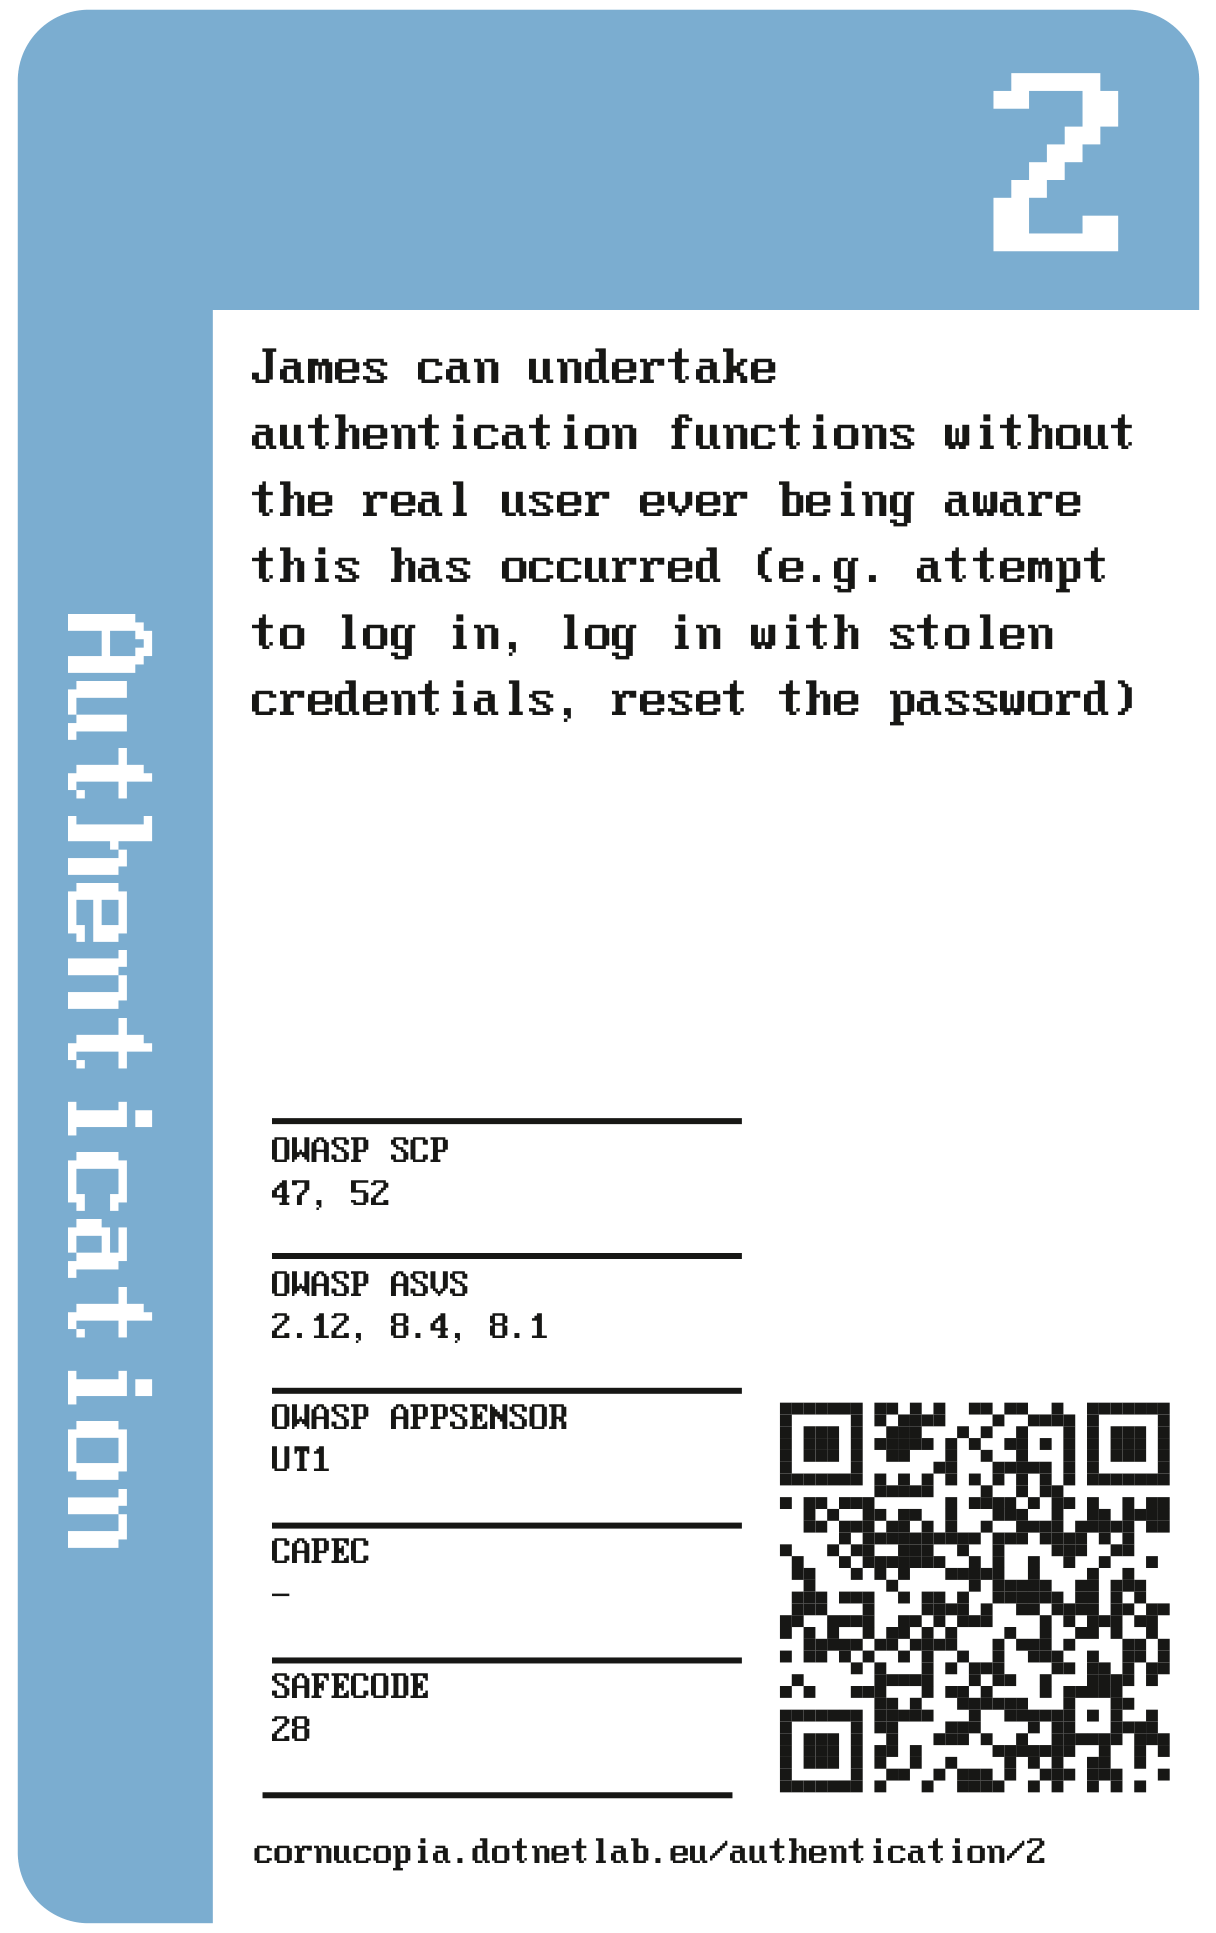 2
James can undertake
authentication functions without
the real user ever being aware
this has occurred (e.g. attempt
to log in, log in with stolen
credentials, reset the password)
Authentication
OWASP SCP
47, 52
OWASP ASVS
2.12, 8.4, 8.1
OWASP APPSENSOR
UT1
CAPEC
–
SAFECODE
28
cornucopia.dotnetlab.eu/authentication/2